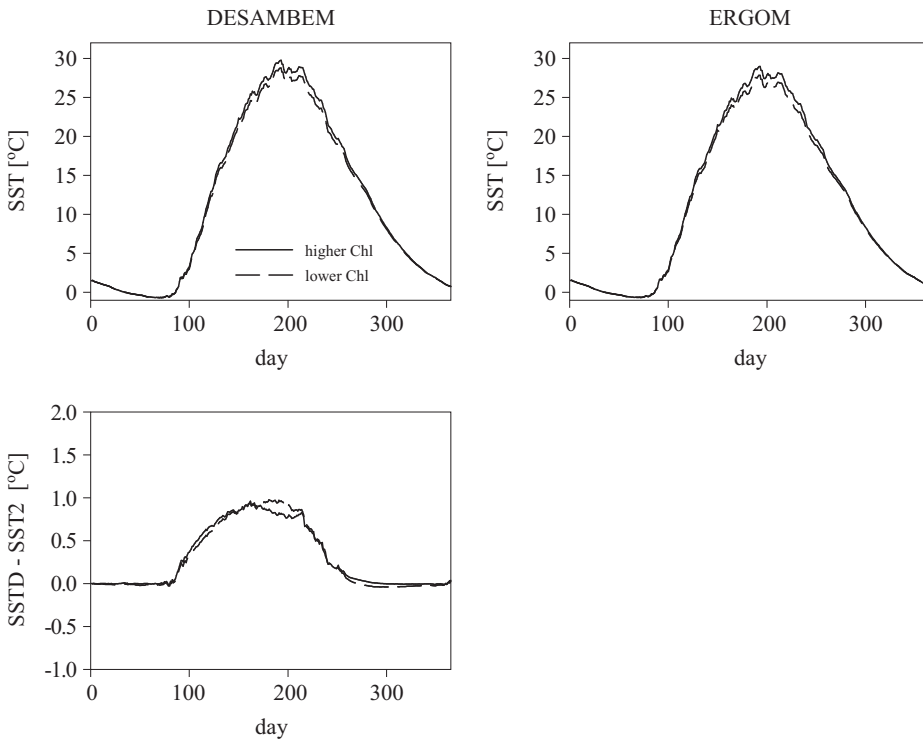 DESAMBEM
ERGOM
30
25
20
15
10
5
0
SST [°C]
higher Chl
lower Chl
0 100 200 300
day
30
25
20
15
10
5
0
SST [°C]
0 100 200 300
day
2.0
1.5
1.0
0.5
0.0
-0.5
-1.0
SSTD - SST2 [°C]
0 100 200 300
day